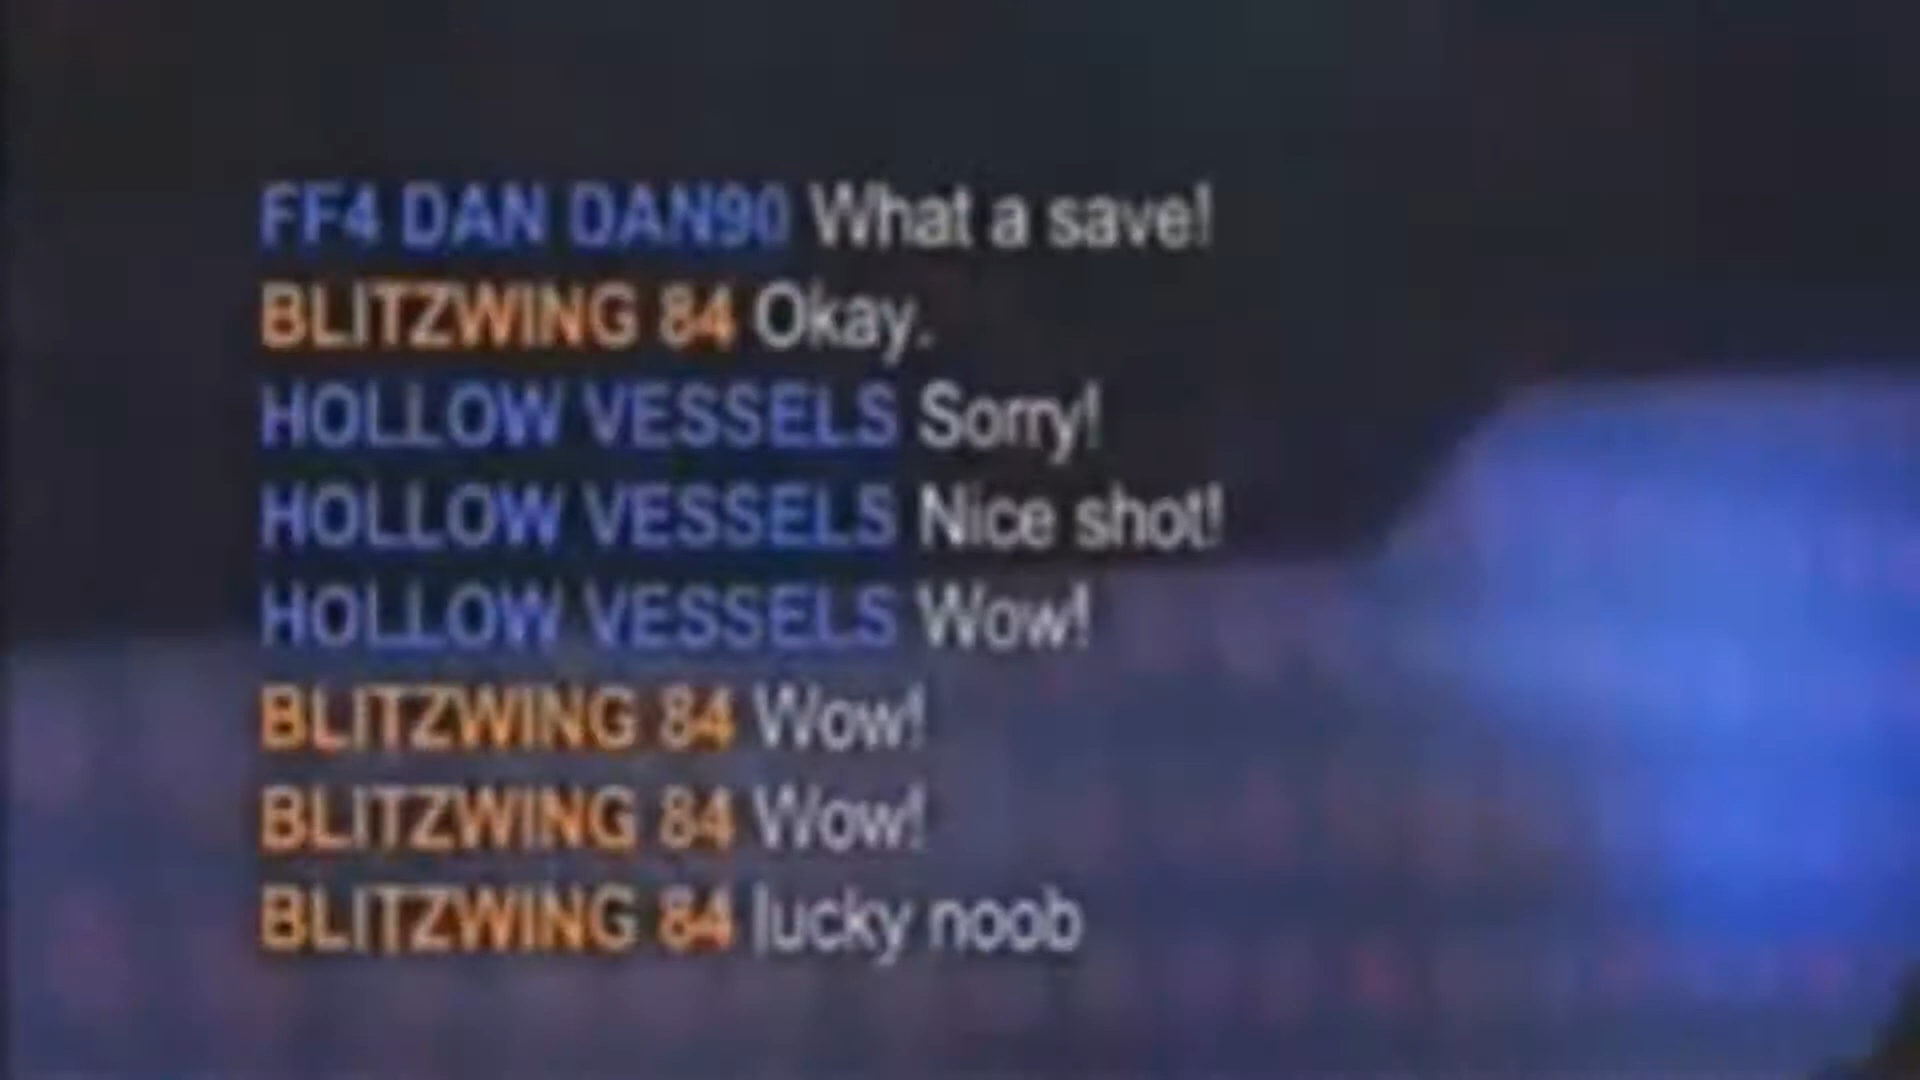 FF4 DAN DAN90 What a save!
BLITZWING 84 Okay.
HOLLOW VESSELS Sorry!
HOLLOW VESSELS Nice shot!
HOLLOW VESSELS Wow!
BLITZWING 84 Wow!
BLITZWING 84 Wow!
BLITZWING 84 lucky noob